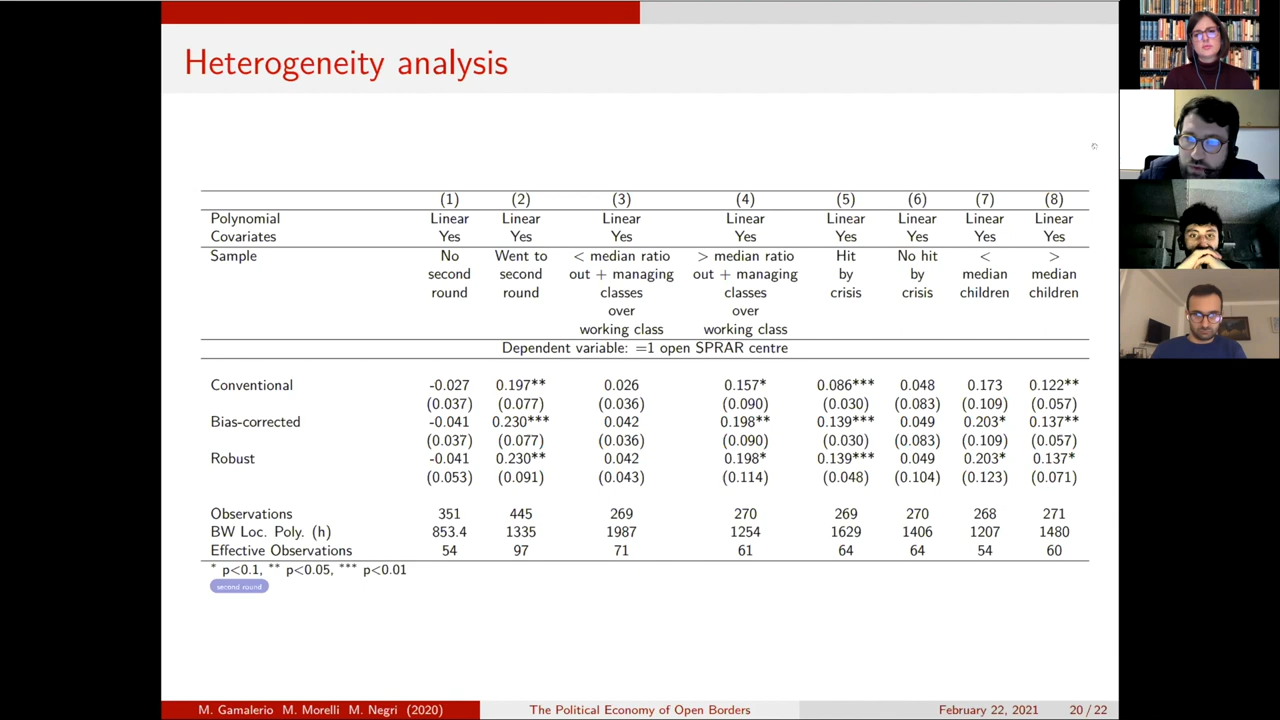 Heterogeneity analysis
(1) (2) (3) (4) (5) (6) (7) (8)
Polynomial Linear Linear Linear Linear Linear Linear Linear Linear
Covariates Yes Yes Yes Yes Yes Yes Yes Yes
Sample No Went to < median ratio > median ratio Hit No hit < >
second second out + managing out + managing by by median median
round round classes classes crisis crisis children children
over over
working class working class
Dependent variable: =1 open SPRAR centre
Conventional -0.027 0.197** 0.026 0.157* 0.086*** 0.048 0.173 0.122**
(0.037) (0.077) (0.036) (0.090) (0.030) (0.083) (0.109) (0.057)
Bias-corrected -0.041 0.230*** 0.042 0.198** 0.139*** 0.049 0.203* 0.137**
(0.037) (0.077) (0.036) (0.090) (0.030) (0.083) (0.109) (0.057)
Robust -0.041 0.230** 0.042 0.198* 0.139*** 0.049 0.203* 0.137*
(0.053) (0.091) (0.043) (0.114) (0.048) (0.104) (0.123) (0.071)
Observations 351 445 269 270 269 270 268 271
BW Loc. Poly. (h) 853.4 1335 1987 1254 1629 1406 1207 1480
Effective Observations 54 97 71 61 64 64 54 60
* p<0.1, ** p<0.05, *** p<0.01
second round
M. Gamalerio M. Morelli M. Negri (2020) The Political Economy of Open Borders February 22, 2021 20 / 22